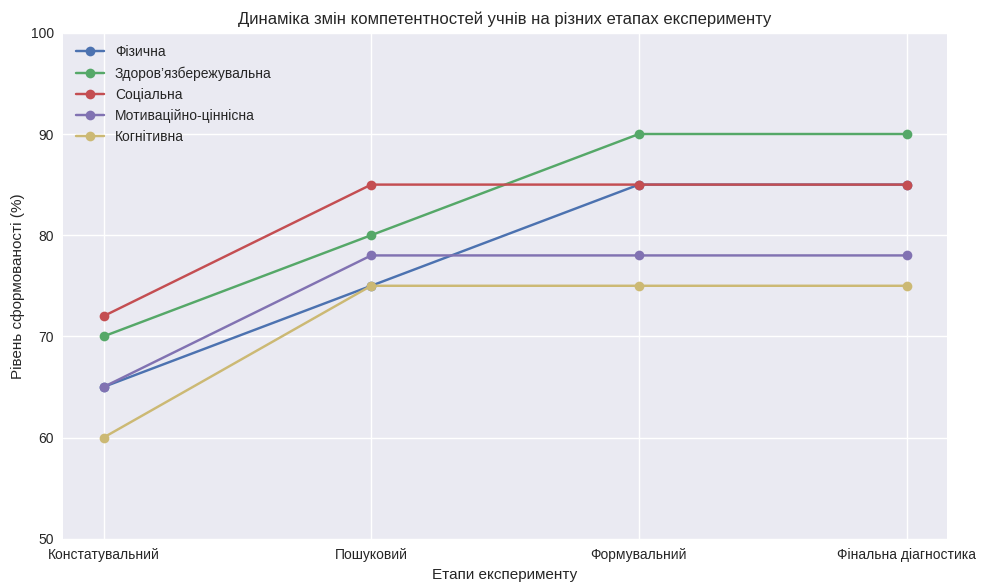 Динаміка змін компетентностей учнів на різних етапах експерименту
100
90
80
70
60
50
Рівень сформованості (%)
Фізична
Здоров'язбережувальна
Соціальна
Мотиваційно-ціннісна
Когнітивна
Констатувальний
Пошуковий
Формувальний
Фінальна діагностика
Етапи експерименту